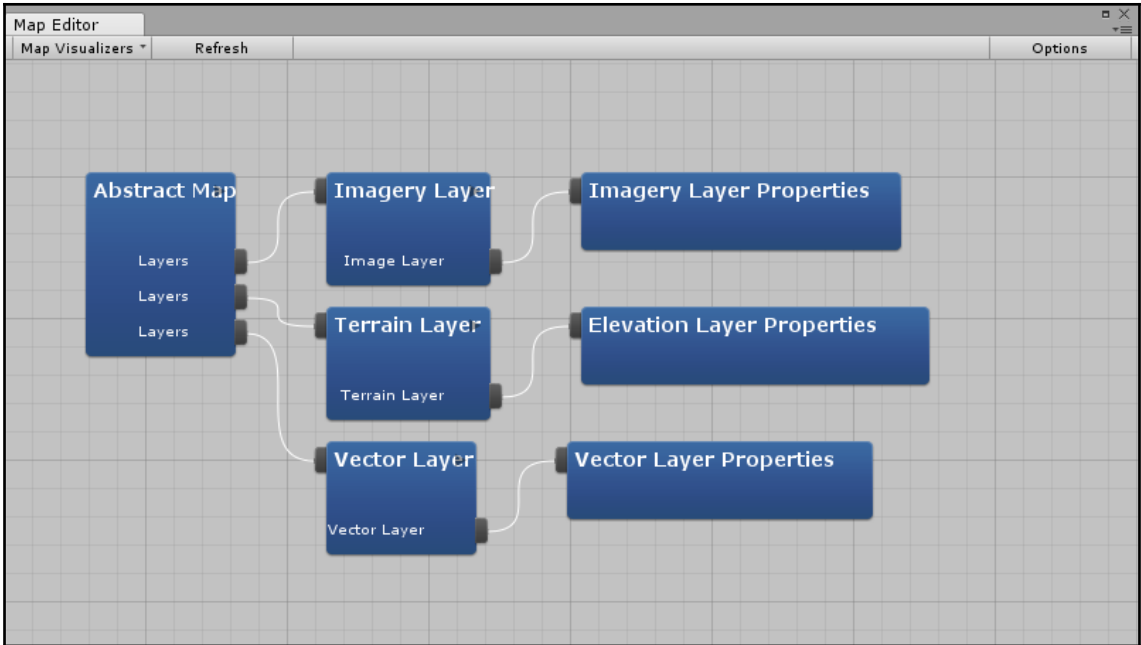 Map Editor
Map Visualizers Refresh Options
Abstract Map
Layers
Layers
Layers
Imagery Layer
Image Layer
Imagery Layer Properties
Terrain Layer
Terrain Layer
Elevation Layer Properties
Vector Layer
Vector Layer
Vector Layer Properties